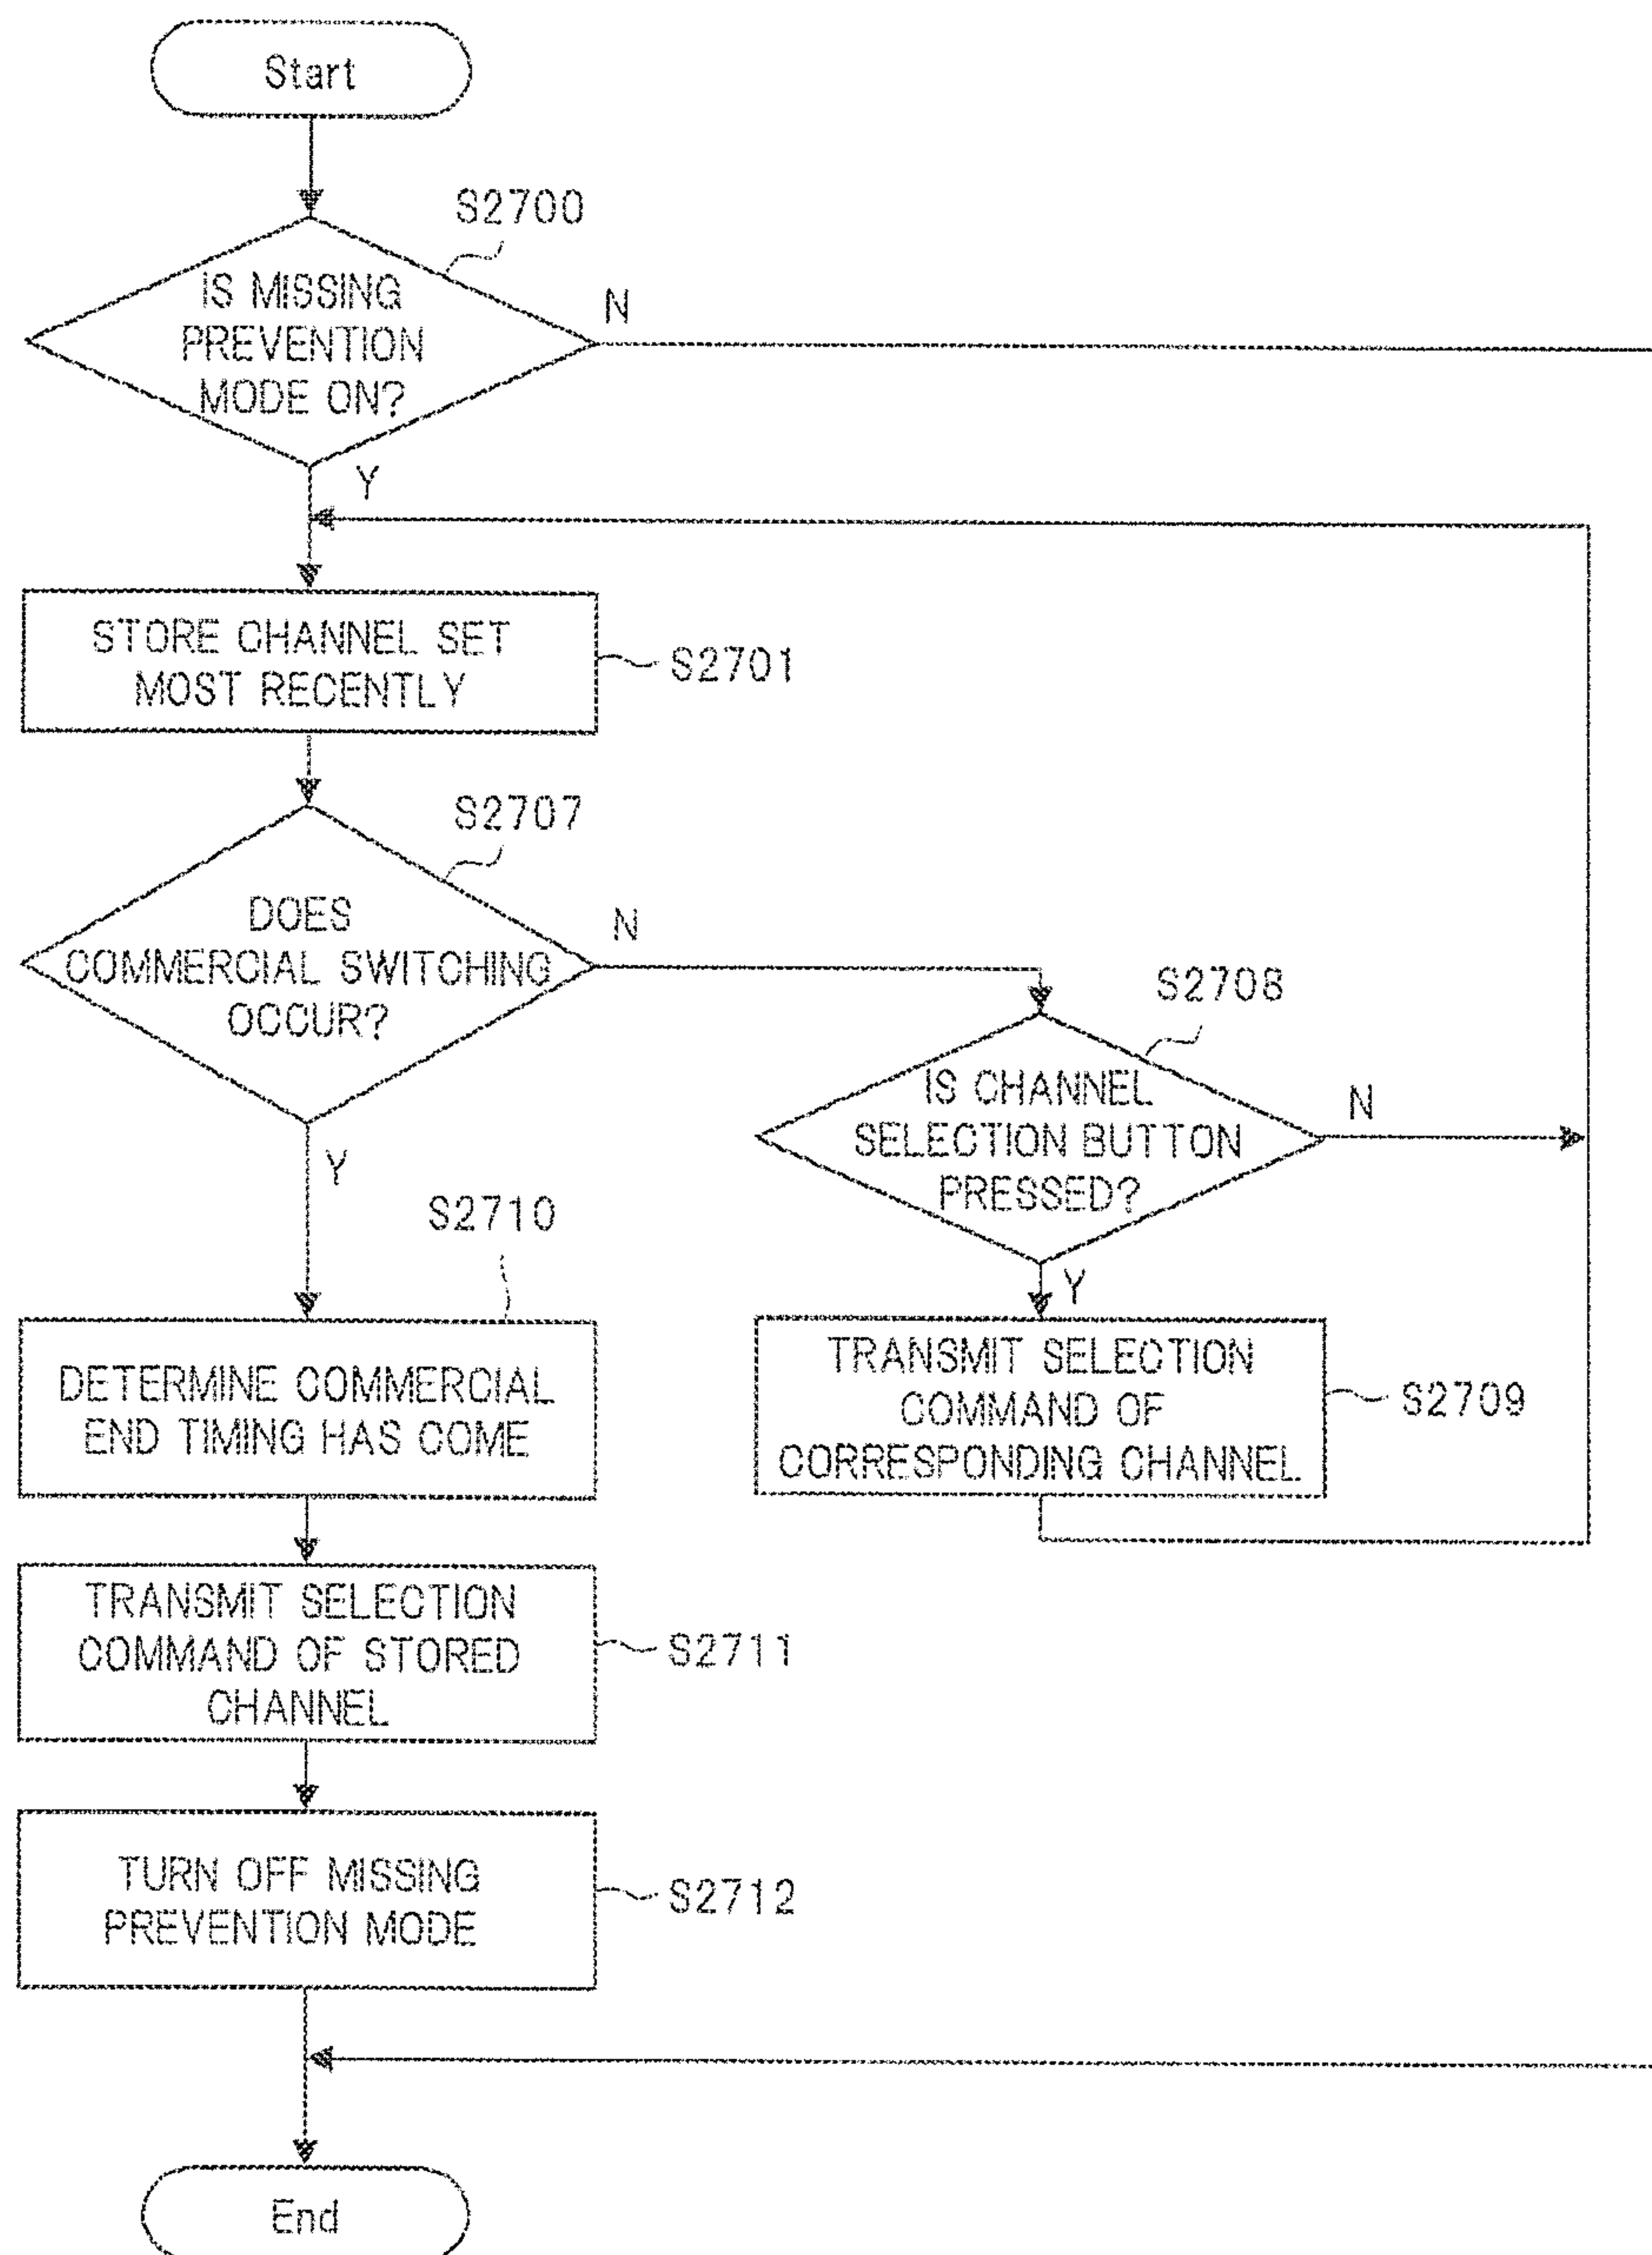 Start
S2700
IS MISSING
PREVENTION
MODE ON?
N
Y
STORE CHANNEL SET
MOST RECENTLY
S2701
S2707
DOES
COMMERCIAL SWITCHING
OCCUR?
N
Y
S2708
IS CHANNEL
SELECTION BUTTON
PRESSED?
N
Y
S2710
DETERMINE COMMERCIAL
END TIMING HAS COME
TRANSMIT SELECTION
COMMAND OF
CORRESPONDING CHANNEL
S2709
TRANSMIT SELECTION
COMMAND OF STORED
CHANNEL
S2711
TURN OFF MISSING
PREVENTION MODE
S2712
End